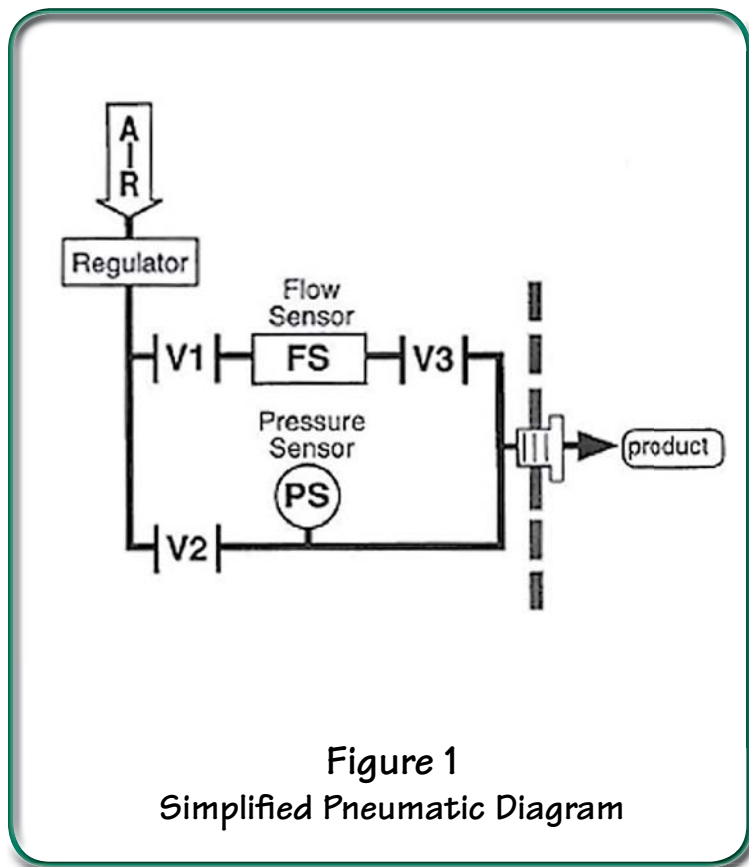 A
I
R
Regulator
Flow
Sensor
V1
FS
V3
Pressure
Sensor
PS
product
V2
Figure 1
Simplified Pneumatic Diagram